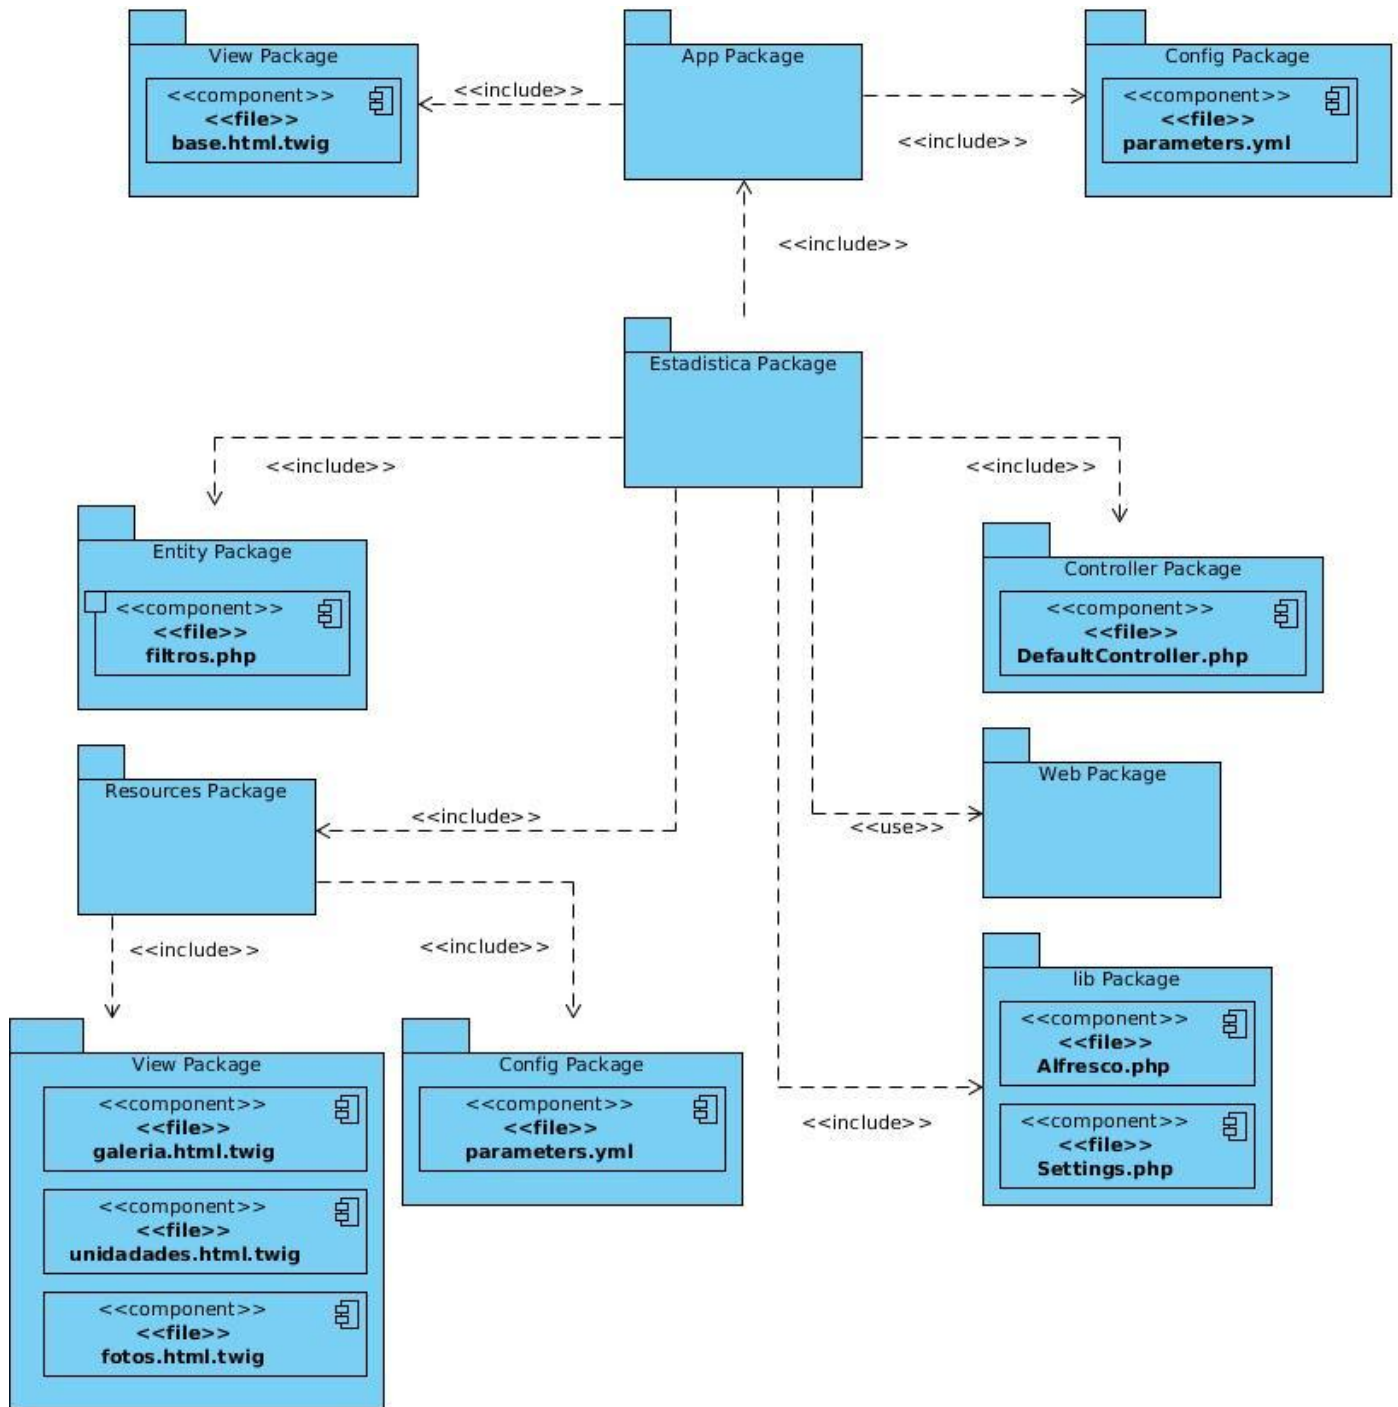 View Package
<<component>>
<<file>>
base.html.twig
<<include>>
App Package
<<include>>
Config Package
<<component>>
<<file>>
parameters.yml
<<include>>
Estadistica Package
<<include>>
<<include>>
Entity Package
<<component>>
<<file>>
filtros.php
Controller Package
<<component>>
<<file>>
DefaultController.php
Resources Package
<<include>>
Web Package
<<use>>
<<include>>
<<include>>
lib Package
<<component>>
<<file>>
Alfresco.php
<<component>>
<<file>>
Settings.php
<<include>>
View Package
<<component>>
<<file>>
galeria.html.twig
<<component>>
<<file>>
unidadades.html.twig
<<component>>
<<file>>
fotos.html.twig
Config Package
<<component>>
<<file>>
parameters.yml